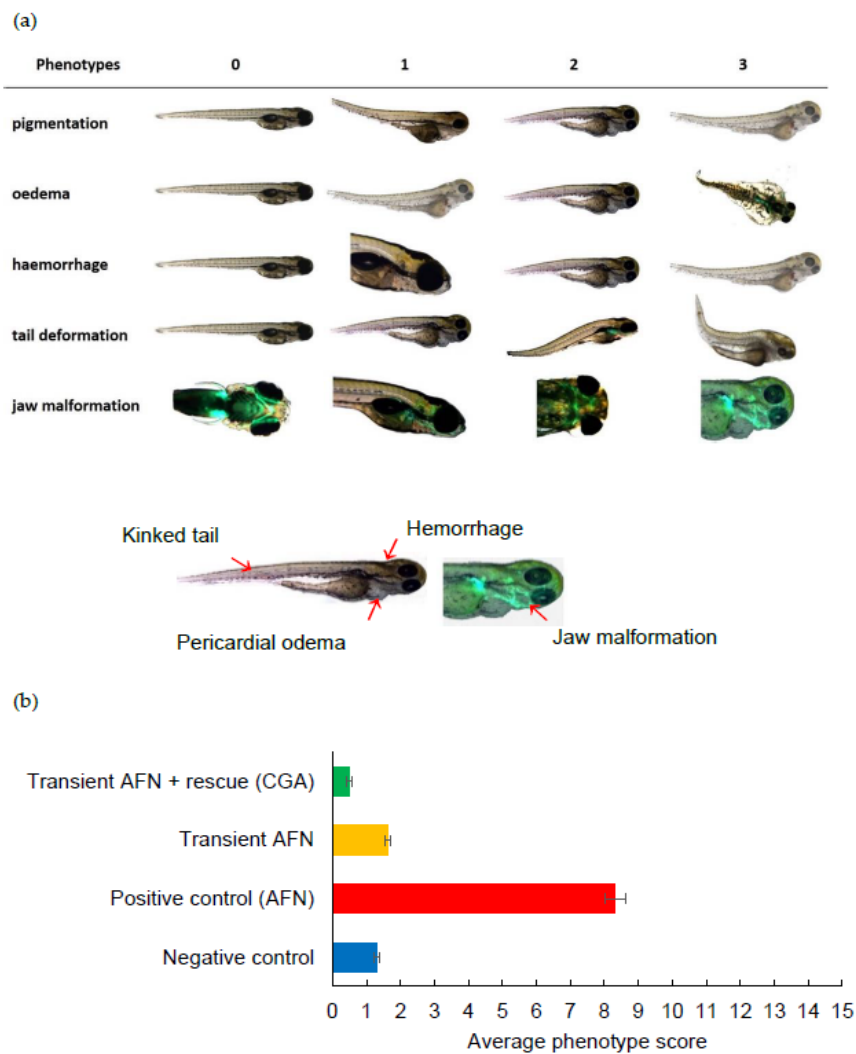 (a)
Phenotypes 0 1 2 3
pigmentation
oedema
haemorrhage
tail deformation
jaw malformation
Kinked tail
Hemorrhage
Pericardial odema
Jaw malformation
(b)
Transient AFN + rescue (CGA)
Transient AFN
Positive control (AFN)
Negative control
0 1 2 3 4 5 6 7 8 9 10 11 12 13 14 15
Average phenotype score